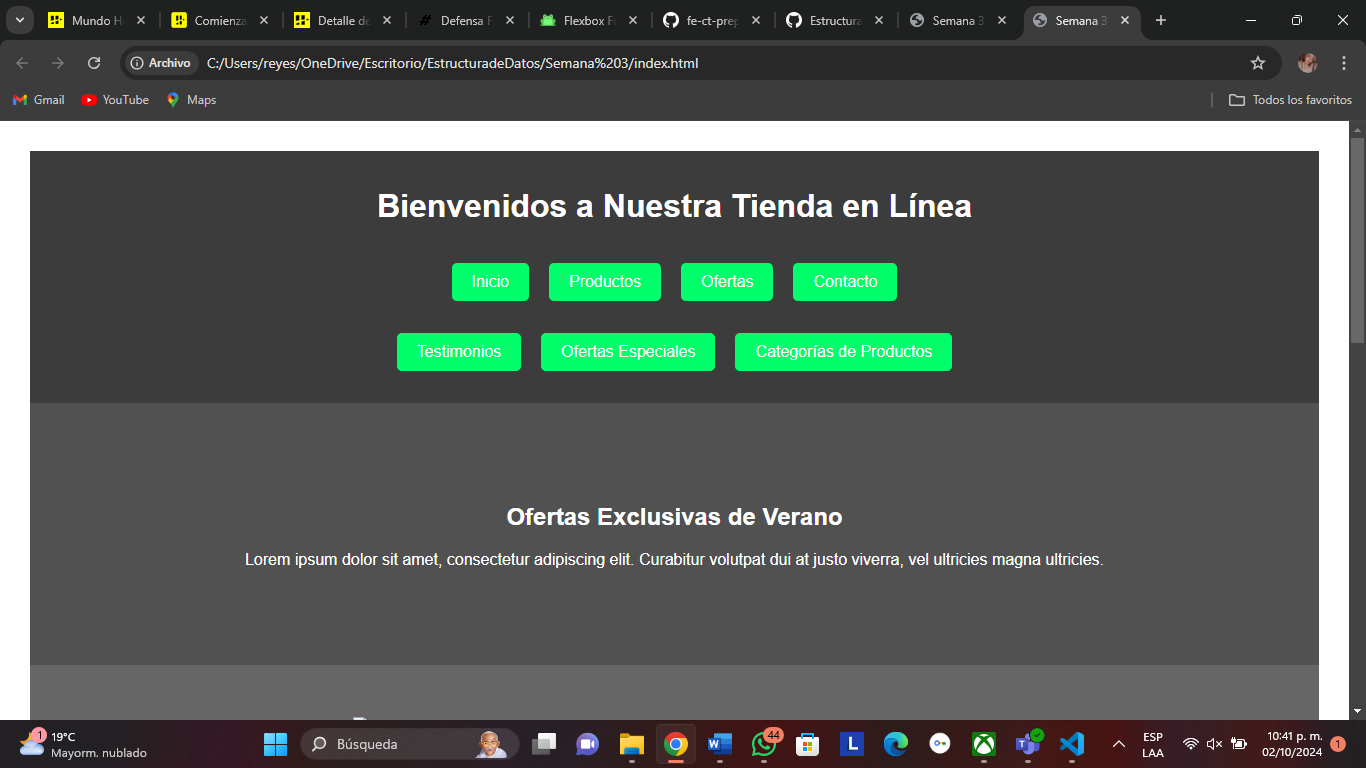 Mundo H
Comienza
Detalle de
Defensa F
Flexbox F
fe-ct-prep
Estructura
Semana 3
Semana 3
Archivo C:/Users/reyes/OneDrive/Escritorio/EstructuradeDatos/Semana%203/index.html
Gmail YouTube Maps Todos los favoritos
Bienvenidos a Nuestra Tienda en Línea
Inicio Productos Ofertas Contacto
Testimonios Ofertas Especiales Categorías de Productos
Ofertas Exclusivas de Verano
Lorem ipsum dolor sit amet, consectetur adipiscing elit. Curabitur volutpat dui at justo viverra, vel ultricies magna ultricies.
1 19°C
Mayorm. nublado
Búsqueda
44
L
ESP
LAA
10:41 p. m.
02/10/2024
1